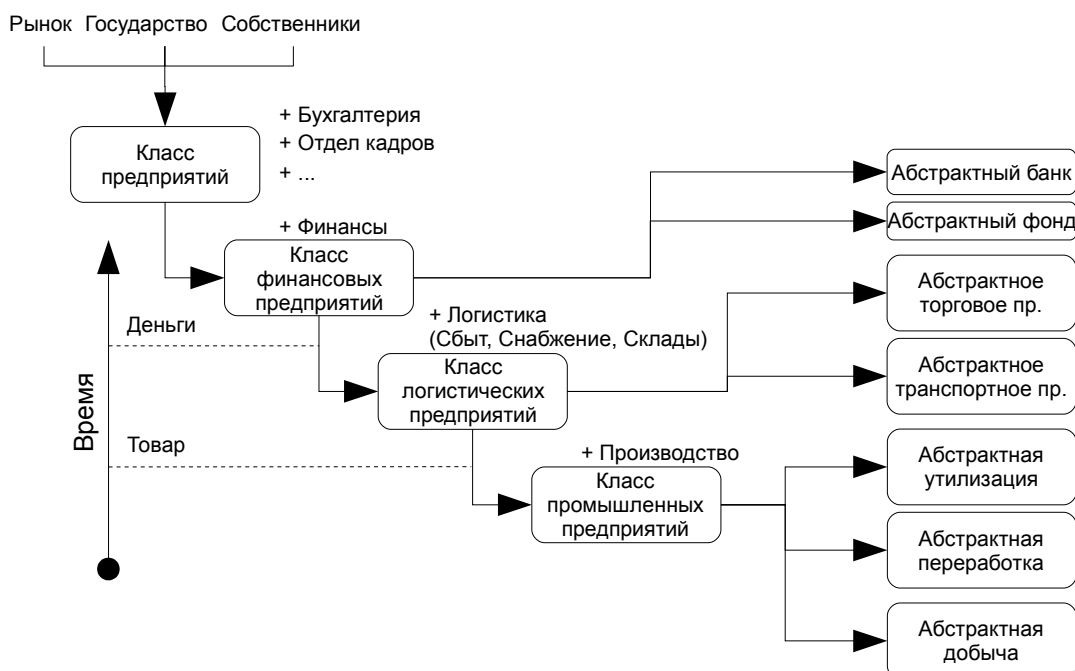 Рынок Государство Собственники
+ Бухгалтерия
+ Отдел кадров
+ ...
Класс
предприятий
Абстрактный банк
Абстрактный фонд
+ Финансы
Класс
финансовых
предприятий
Абстрактное
торговое пр.
Деньги
+ Логистика
(Сбыт, Снабжение, Склады)
Класс
логистических
предприятий
Абстрактное
транспортное пр.
Время
Товар
+ Производство
Класс
промышленных
предприятий
Абстрактная
утилизация
Абстрактная
переработка
Абстрактная
добыча